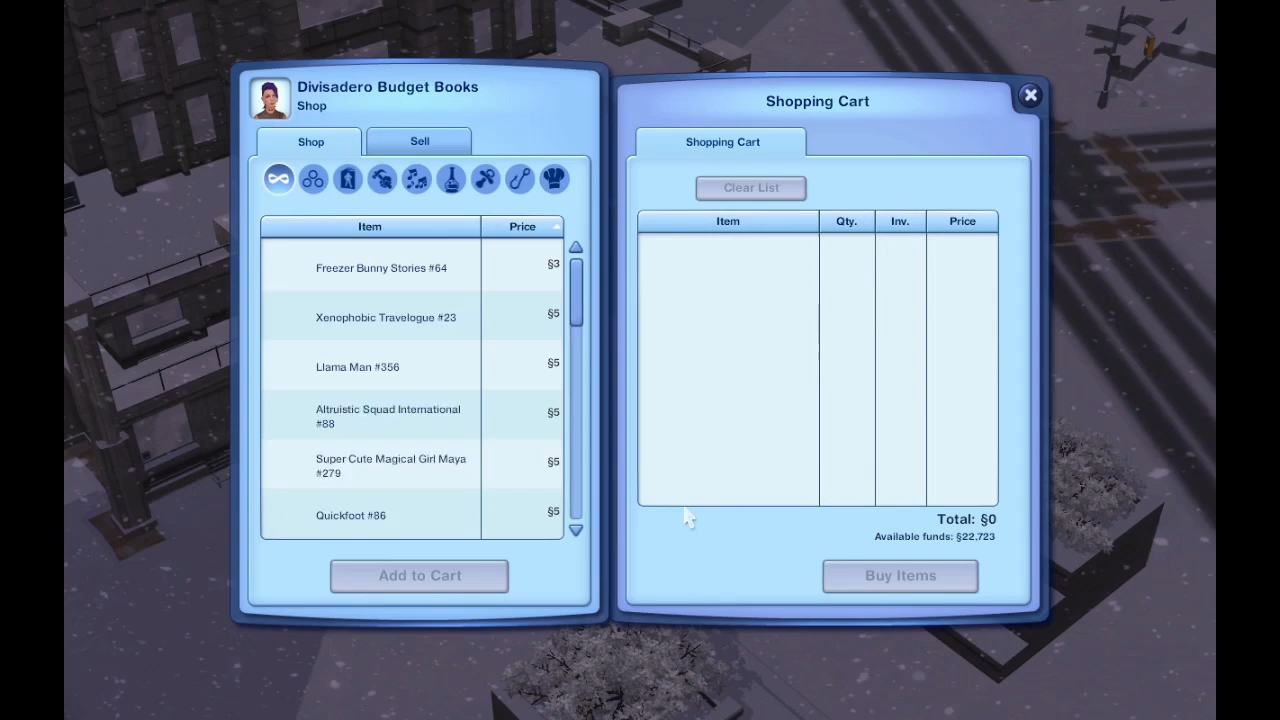 Divisadero Budget Books
Shop
Shop
Sell
Item
Price
Freezer Bunny Stories #64
§3
Xenophobic Travelogue #23
§5
Llama Man #356
§5
Altruistic Squad International
#88
§5
Super Cute Magical Girl Maya
#279
§5
Quickfoot #86
§5
Add to Cart
Shopping Cart
Shopping Cart
Clear List
Item
Qty.
Inv.
Price
Total: §0
Available funds: §22,723
Buy Items